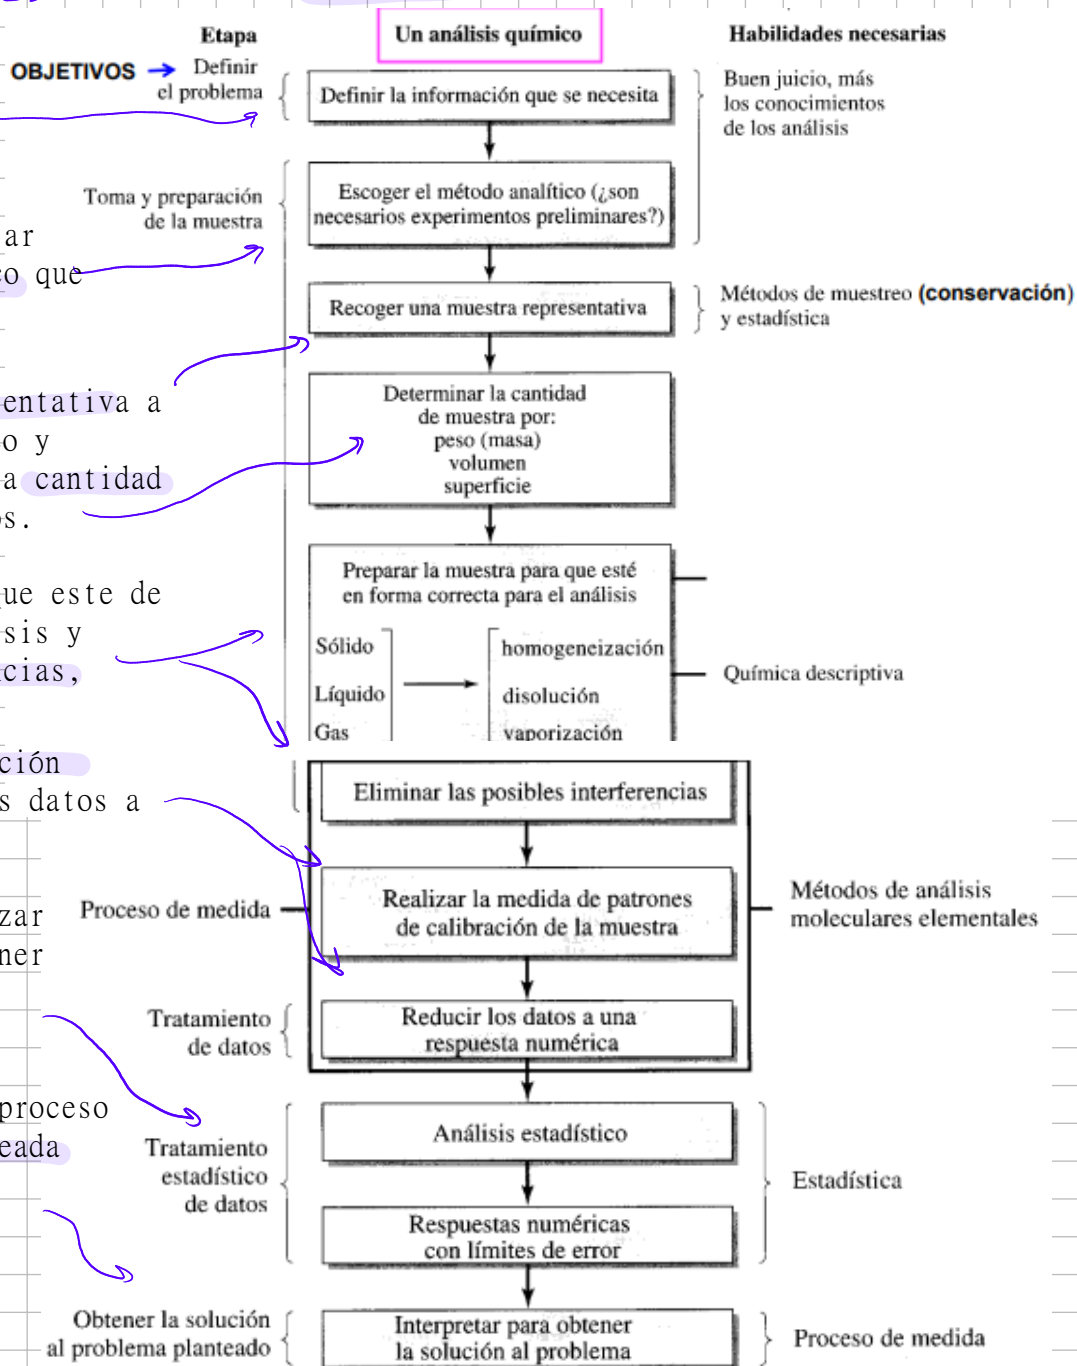 Etapa
Un análisis químico
Habilidades necesarias
OBJETIVOS
Definir
el problema
Definir la información que se necesita
Buen juicio, más
los conocimientos
de los análisis
Toma y preparación
de la muestra
Escoger el método analítico (¿son
necesarios experimentos preliminares?)
ar
co que
Recoger una muestra representativa
Métodos de muestreo (conservación)
y estadística
entativa a
o y
a cantidad
os.
Determinar la cantidad
de muestra por:
peso (masa)
volumen
superficie
que este de
sis y
cias,
Preparar la muestra para que esté
en forma correcta para el análisis
Sólido
Líquido
Gas
homogeneización
disolución
vaporización
Química descriptiva
ción
s datos a
Eliminar las posibles interferencias
zar
ner
Proceso de medida
Realizar la medida de patrones
de calibración de la muestra
Métodos de análisis
moleculares elementales
Tratamiento
de datos
Reducir los datos a una
respuesta numérica
proceso
eada
Tratamiento
estadístico
de datos
Análisis estadístico
Respuestas numéricas
con límites de error
Estadística
Obtener la solución
al problema planteado
Interpretar para obtener
la solución al problema
Proceso de medida